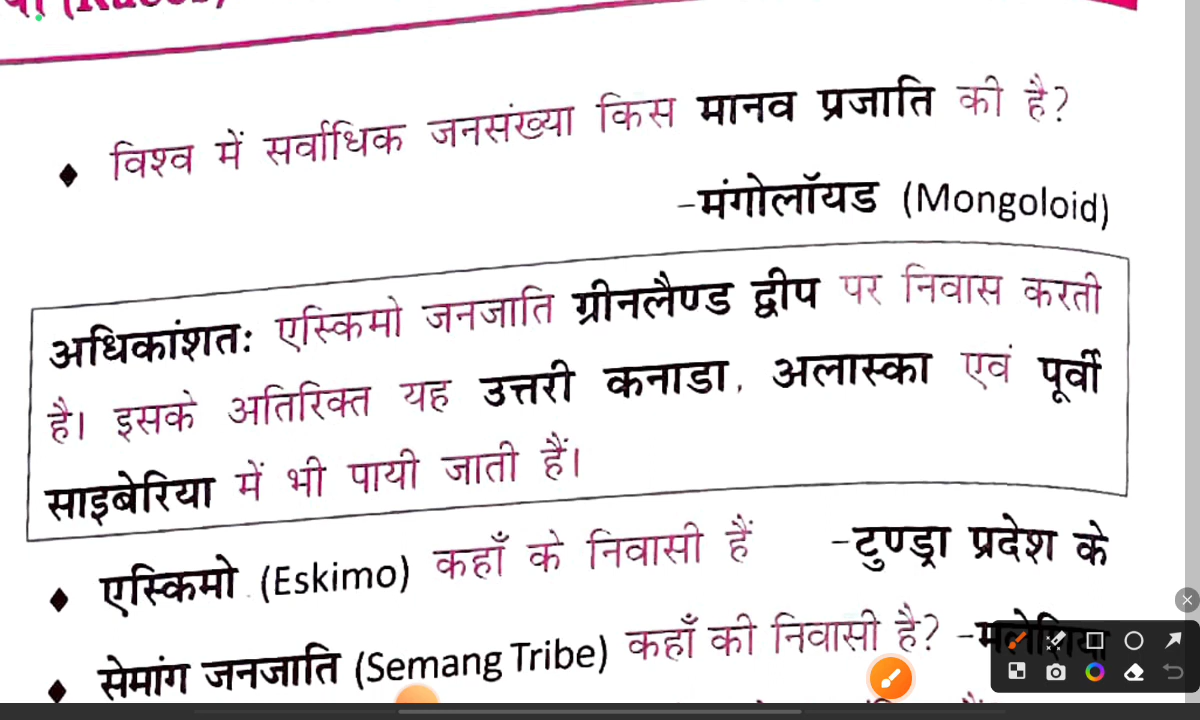 विश्व में सर्वाधिक जनसंख्या किस मानव प्रजाति की है?
-मंगोलॉयड (Mongoloid)
अधिकांशत: एस्किमो जनजाति ग्रीनलैण्ड द्वीप पर निवास करती
है। इसके अतिरिक्त यह उत्तरी कनाडा, अलास्का एवं पूर्वी
साइबेरिया में भी पायी जाती हैं।
एस्किमो (Eskimo) कहाँ के निवासी हैं -टुण्ड्रा प्रदेश के
सेमांग जनजाति (Semang Tribe) कहाँ की निवासी है? -मलेशिया